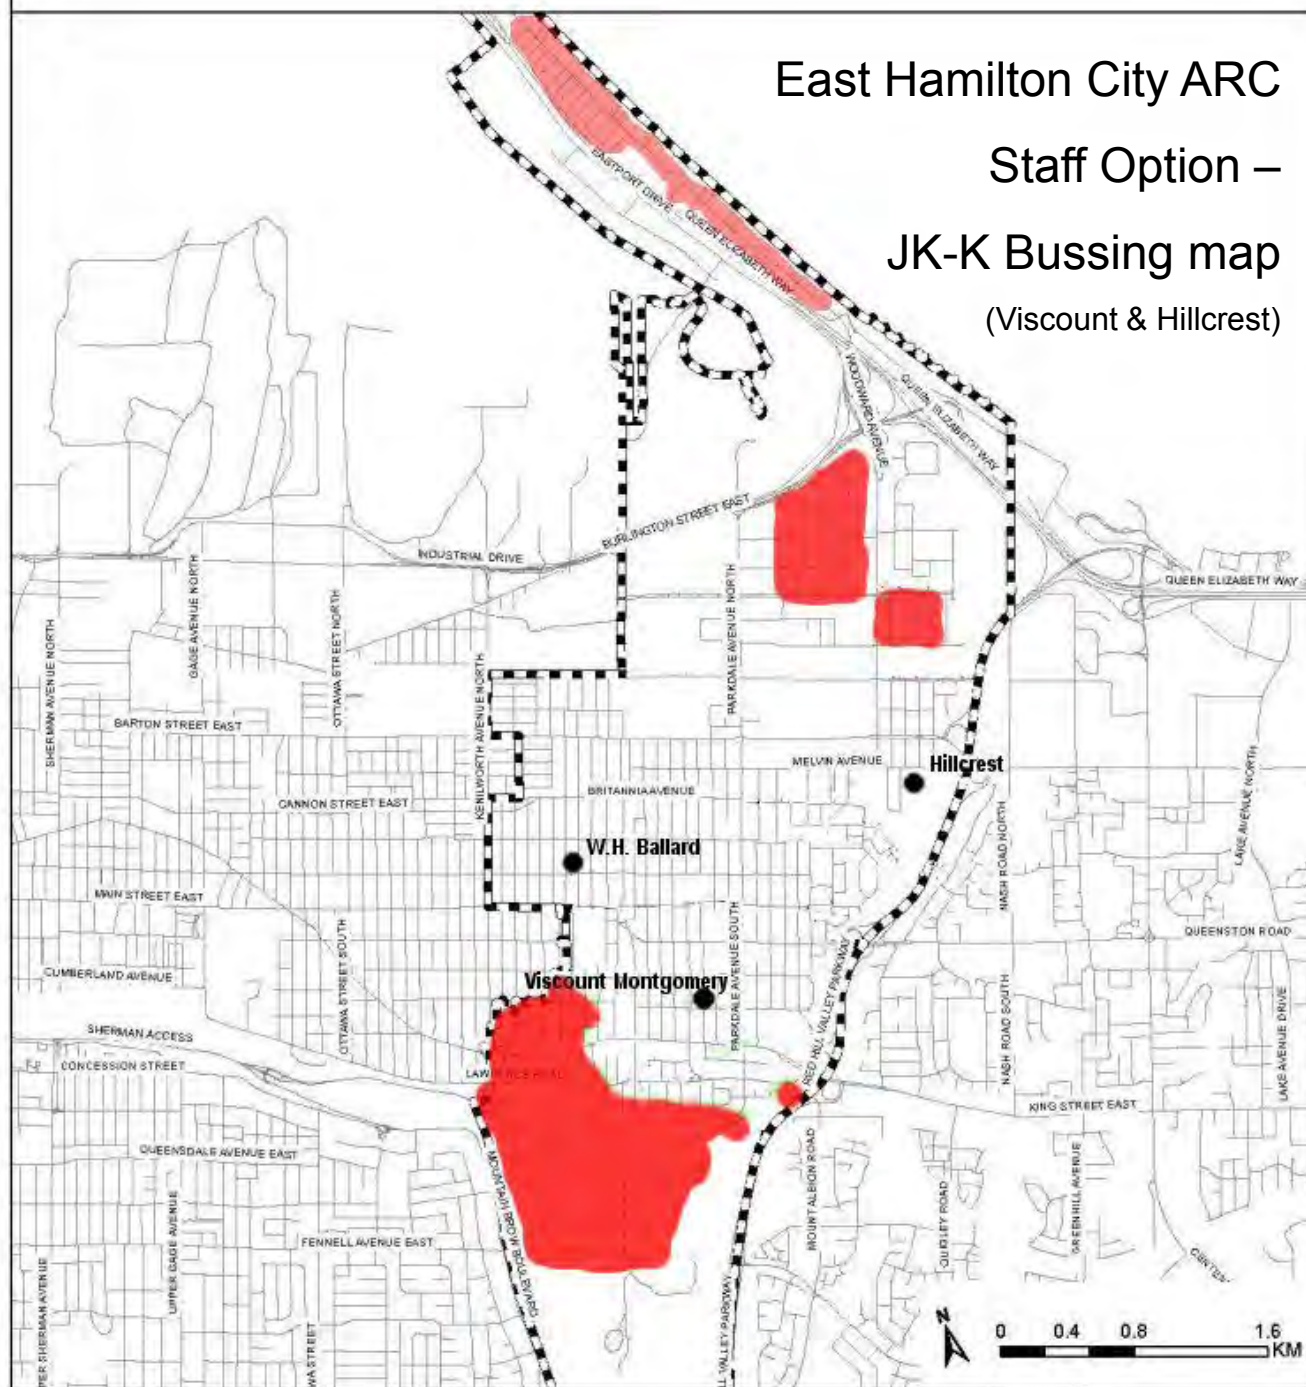 East Hamilton City ARC
Staff Option –
JK-K Bussing map
(Viscount & Hillcrest)
EASTPORT DRIVE
QUEEN ELIZABETH WAY
WOODWARD AVENUE
QUEEN ELIZABETH WAY
BURLINGTON STREET EAST
INDUSTRIAL DRIVE
QUEEN ELIZABETH WAY
SHERMAN AVENUE NORTH
GAGE AVENUE NORTH
OTTAWA STREET NORTH
KENILWORTH AVENUE NORTH
PARKDALE AVENUE NORTH
BARTON STREET EAST
MELVIN AVENUE
Hillcrest
CANNON STREET EAST
BRITANNIA AVENUE
NASH ROAD NORTH
LAKE AVENUE NORTH
W.H. Ballard
MAIN STREET EAST
QUEENSTON ROAD
OTTAWA STREET SOUTH
PARKDALE AVENUE SOUTH
CUMBERLAND AVENUE
Viscount Montgomery
RED HILL VALLEY PARKWAY
NASH ROAD SOUTH
LAKE AVENUE DRIVE
SHERMAN ACCESS
CONCESSION STREET
KING STREET EAST
QUEENSDALE AVENUE EAST
MOUNTAIN BROW BOULEVARD
MOUNT ALBION ROAD
QUIGLEY ROAD
GREENHILL AVENUE
UPPER GAGE AVENUE
FENNELL AVENUE EAST
PER SHERMAN AVENUE
WA STREET
LL VALLEY PARKWAY
N
0 0.4 0.8 1.6
KM